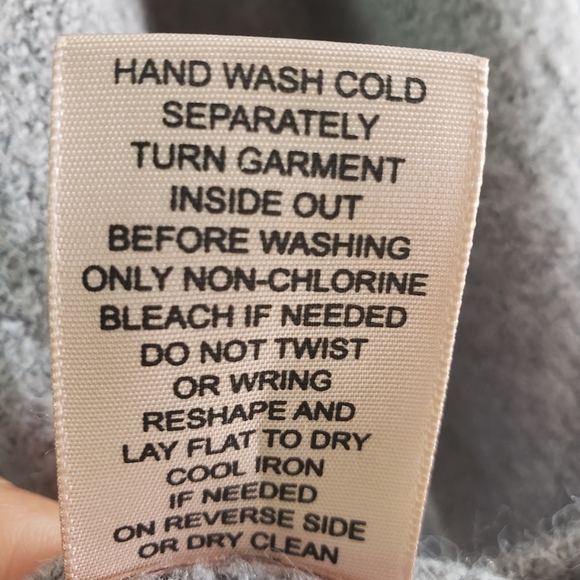 HAND WASH COLD
SEPARATELY
TURN GARMENT
INSIDE OUT
BEFORE WASHING
ONLY NON-CHLORINE
BLEACH IF NEEDED
DO NOT TWIST
OR WRING
RESHAPE AND
LAY FLAT TO DRY
COOL IRON
IF NEEDED
ON REVERSE SIDE
OR DRY CLEAN